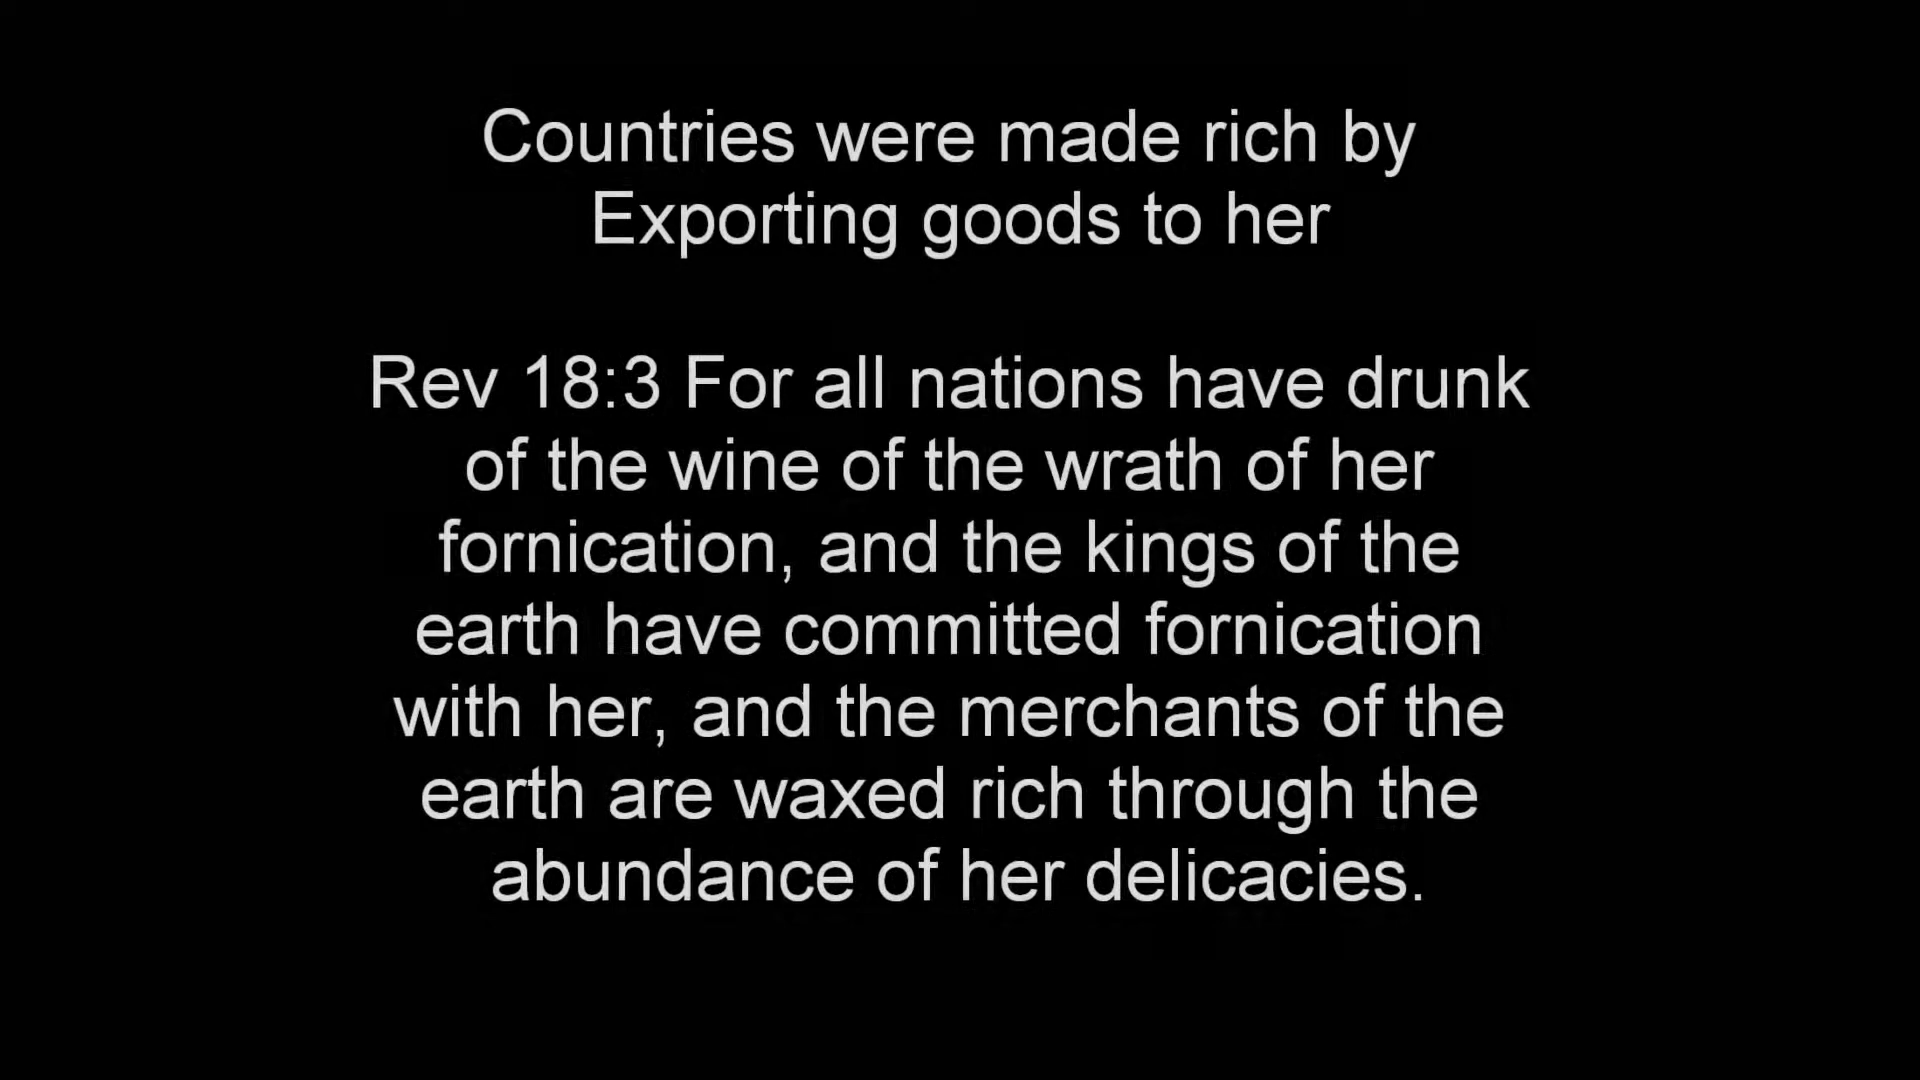 Countries were made rich by
Exporting goods to her
Rev 18:3 For all nations have drunk
of the wine of the wrath of her
fornication, and the kings of the
earth have committed fornication
with her, and the merchants of the
earth are waxed rich through the
abundance of her delicacies.